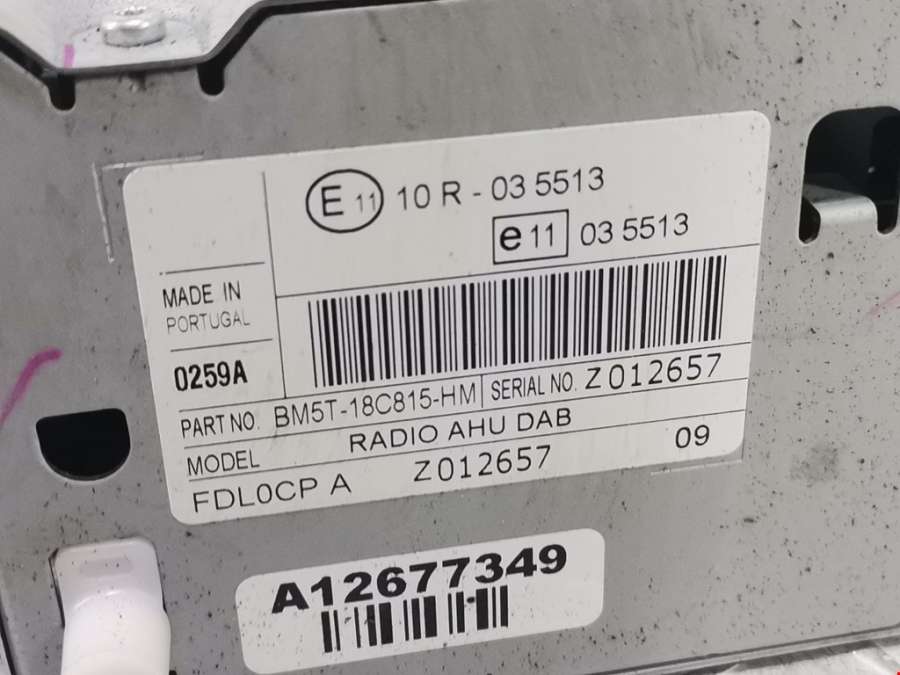 E 11 10 R - 03 5513
e 11 03 5513
MADE IN
PORTUGAL
0259A
PART NO. BM5T-18C815-HM SERIAL NO. Z012657
MODEL RADIO AHU DAB
FDL0CP A Z012657 09
A12677349